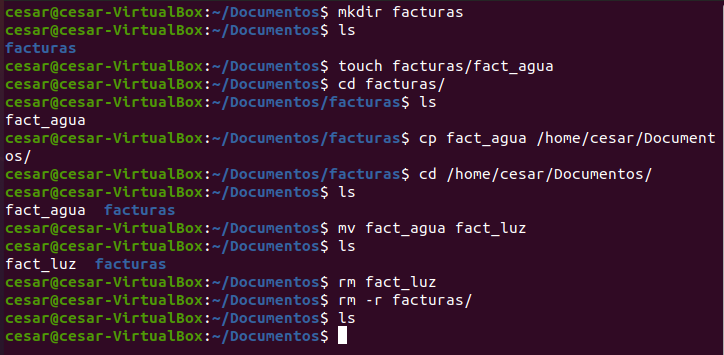 cesar@cesar-VirtualBox:~/Documentos$ mkdir facturas
cesar@cesar-VirtualBox:~/Documentos$ ls
facturas
cesar@cesar-VirtualBox:~/Documentos$ touch facturas/fact_agua
cesar@cesar-VirtualBox:~/Documentos$ cd facturas/
cesar@cesar-VirtualBox:~/Documentos/facturas$ ls
fact_agua
cesar@cesar-VirtualBox:~/Documentos/facturas$ cp fact_agua /home/cesar/Document
os/
cesar@cesar-VirtualBox:~/Documentos/facturas$ cd /home/cesar/Documentos/
cesar@cesar-VirtualBox:~/Documentos$ ls
fact_agua  facturas
cesar@cesar-VirtualBox:~/Documentos$ mv fact_agua fact_luz
cesar@cesar-VirtualBox:~/Documentos$ ls
fact_luz  facturas
cesar@cesar-VirtualBox:~/Documentos$ rm fact_luz
cesar@cesar-VirtualBox:~/Documentos$ rm -r facturas/
cesar@cesar-VirtualBox:~/Documentos$ ls
cesar@cesar-VirtualBox:~/Documentos$